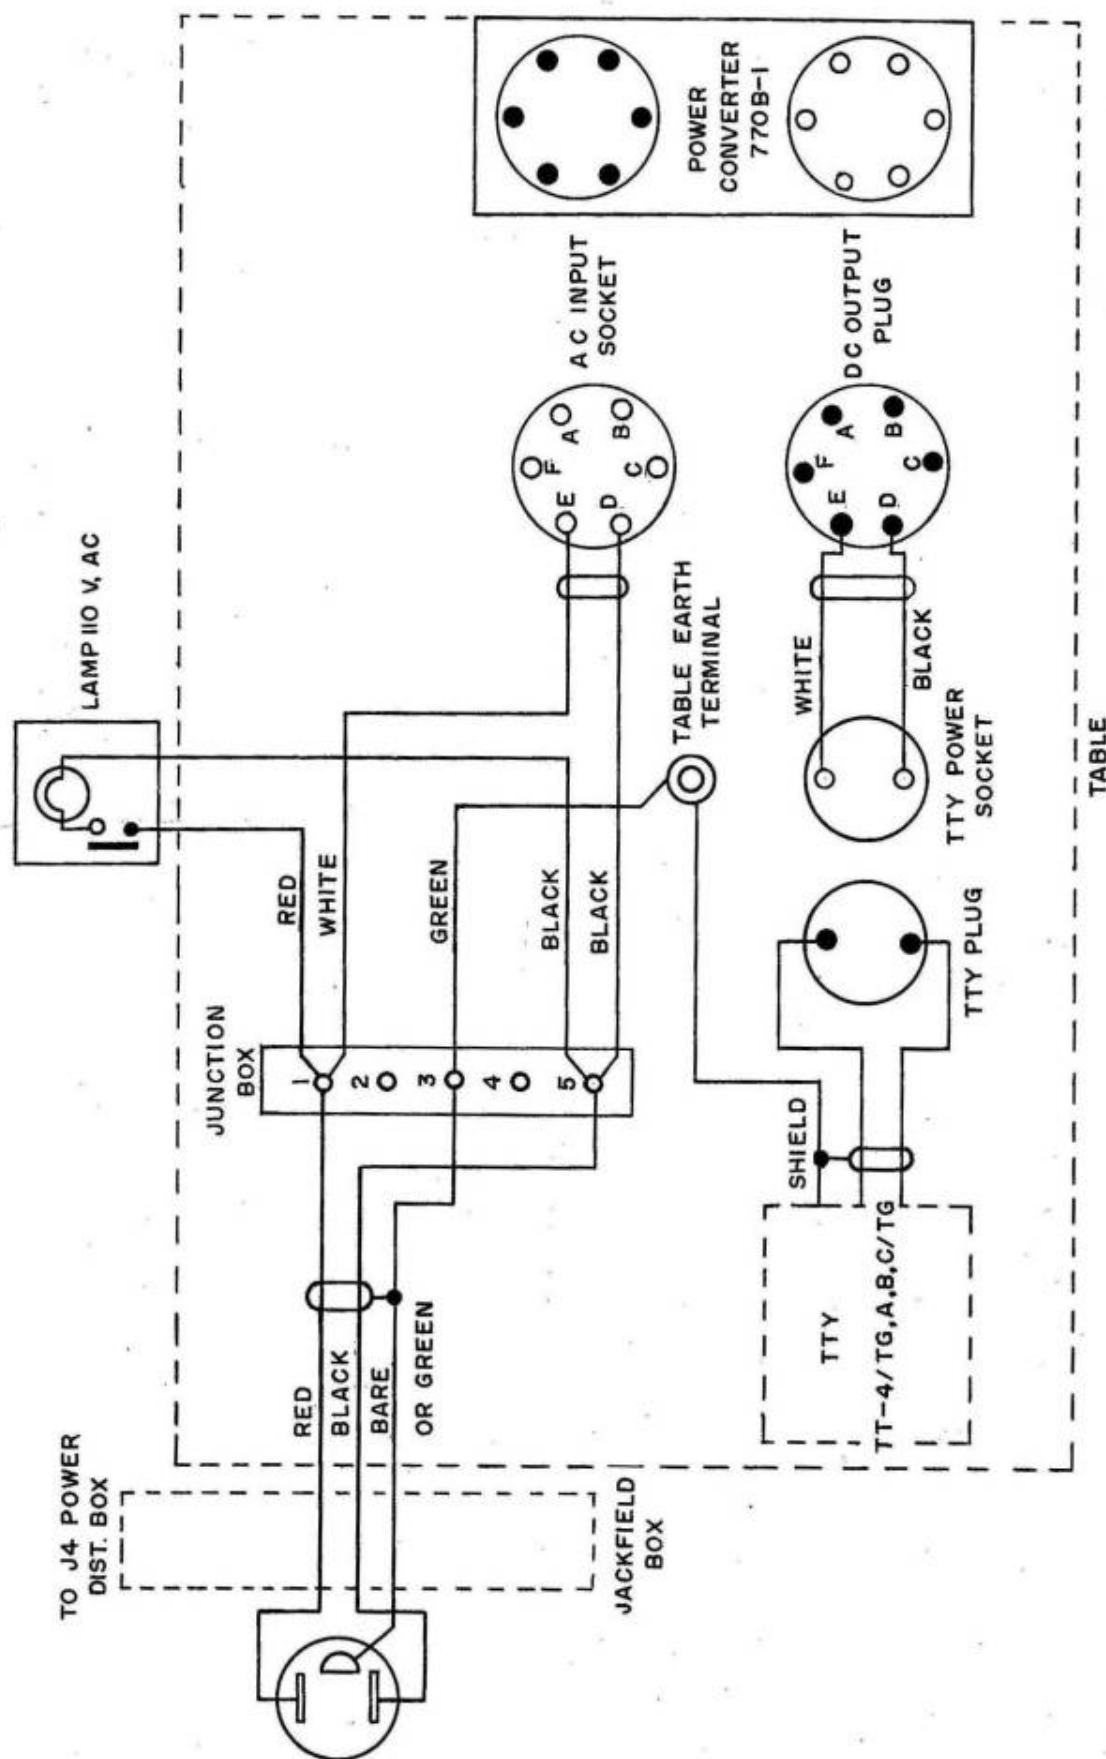 LAMP 110 V, AC
TO J4 POWER
DIST. BOX
JACKFIELD
BOX
RED
BLACK
BARE
OR GREEN
JUNCTION
BOX
1
2
3
4
5
RED
WHITE
GREEN
BLACK
BLACK
TABLE EARTH
TERMINAL
AC INPUT
SOCKET
E
F
A
D
C
B
POWER
CONVERTER
770B-1
DC OUTPUT
PLUG
E
F
A
D
C
B
WHITE
BLACK
TTY POWER
SOCKET
TTY PLUG
SHIELD
TTY
TT-4/TG,A,B,C/TG
TABLE